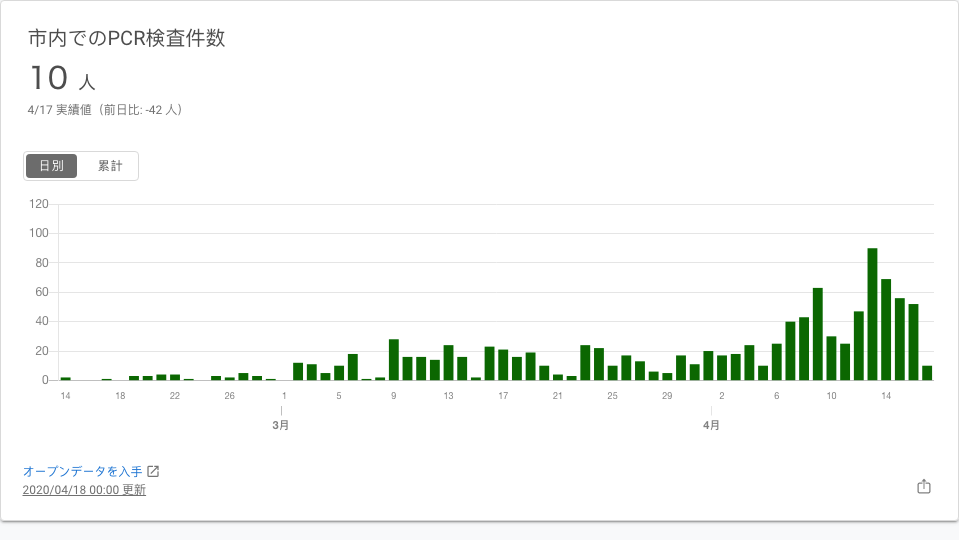 市内でのPCR検査件数
10 人
4/17 実績値（前日比: -42 人）
日別 累計
120
100
80
60
40
20
0
14 18 22 26 1 5 9 13 17 21 25 29 2 6 10 14
3月 4月
オープンデータを入手
2020/04/18 00:00 更新